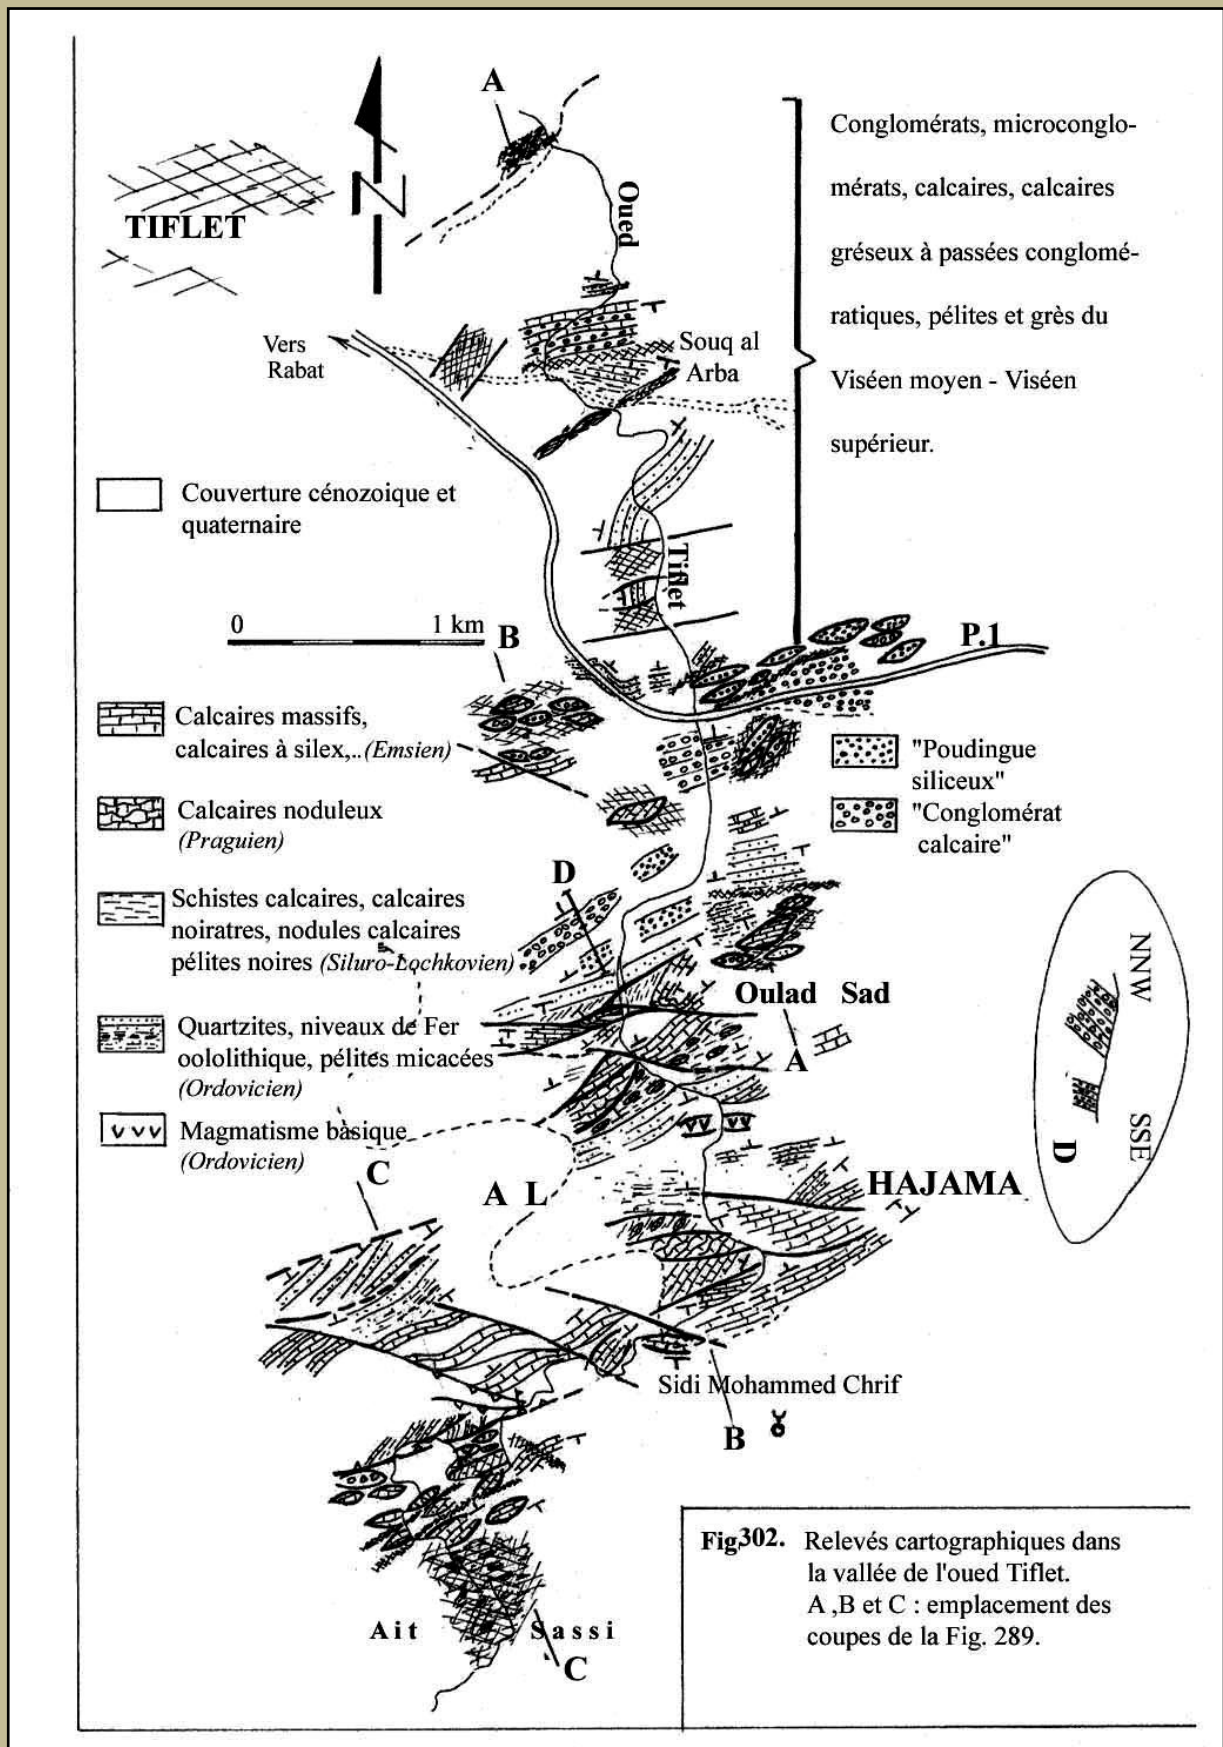 A
Conglomérats, microconglo-
mérats, calcaires, calcaires
gréseux à passées conglomé-
ratiques, pélites et grès du
Viséen moyen - Viséen
supérieur.
N
TIFLET
Oued
Vers
Rabat
Souq al
Arba
Couverture cénozoique et
quaternaire
Tiflet
0 1 km
B
P.1
Calcaires massifs,
calcaires à silex,..(Emsien)
"Poudingue
siliceux"
"Conglomérat
calcaire"
Calcaires noduleux
(Praguien)
D
Schistes calcaires, calcaires
noiratres, nodules calcaires
pélites noires (Siluro-Lochkovien)
NNW
SSE
D
Oulad Sad
A
Quartzites, niveaux de Fer
oololithique, pélites micacées
(Ordovicien)
v v v
Magmatisme basique
(Ordovicien)
C
A L
HAJAMA
Sidi Mohammed Chrif
B
Ait Sassi
C
Fig302. Relevés cartographiques dans
la vallée de l'oued Tiflet.
A ,B et C : emplacement des
coupes de la Fig. 289.